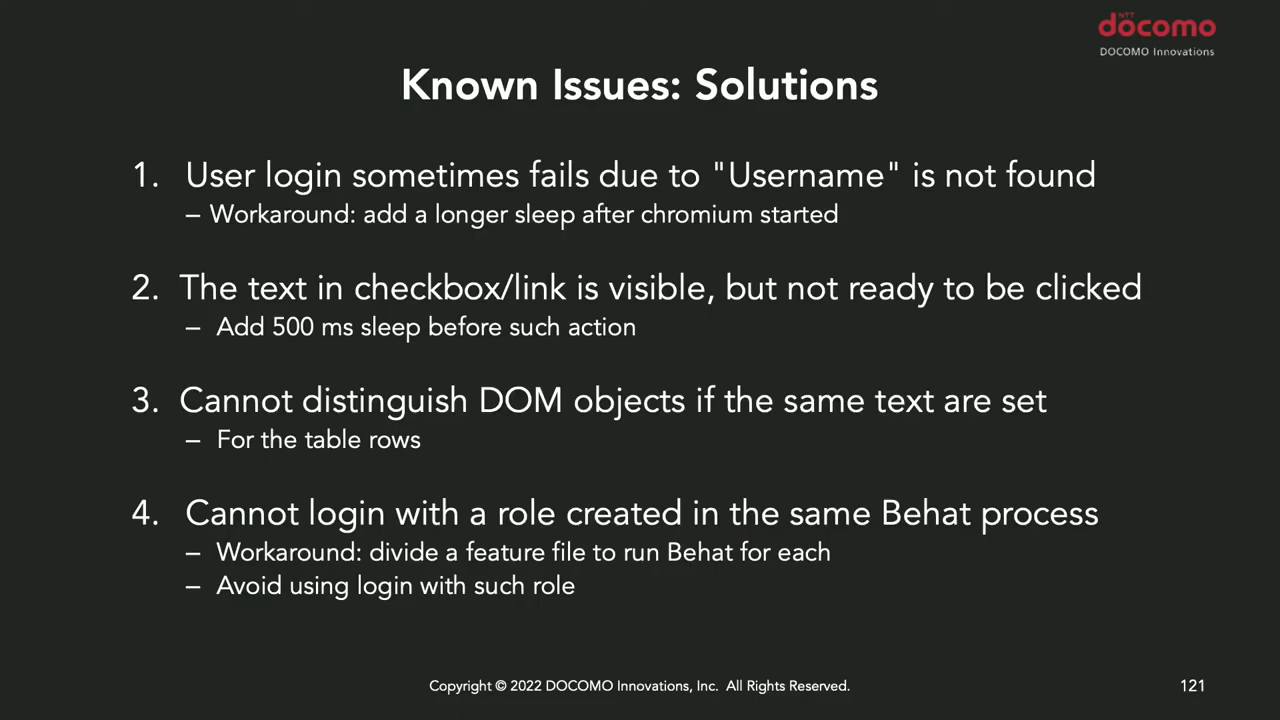 NTT
döcomo
DOCOMO Innovations
Known Issues: Solutions
1. User login sometimes fails due to "Username" is not found
– Workaround: add a longer sleep after chromium started
2. The text in checkbox/link is visible, but not ready to be clicked
– Add 500 ms sleep before such action
3. Cannot distinguish DOM objects if the same text are set
– For the table rows
4. Cannot login with a role created in the same Behat process
– Workaround: divide a feature file to run Behat for each
– Avoid using login with such role
Copyright © 2022 DOCOMO Innovations, Inc. All Rights Reserved.
121